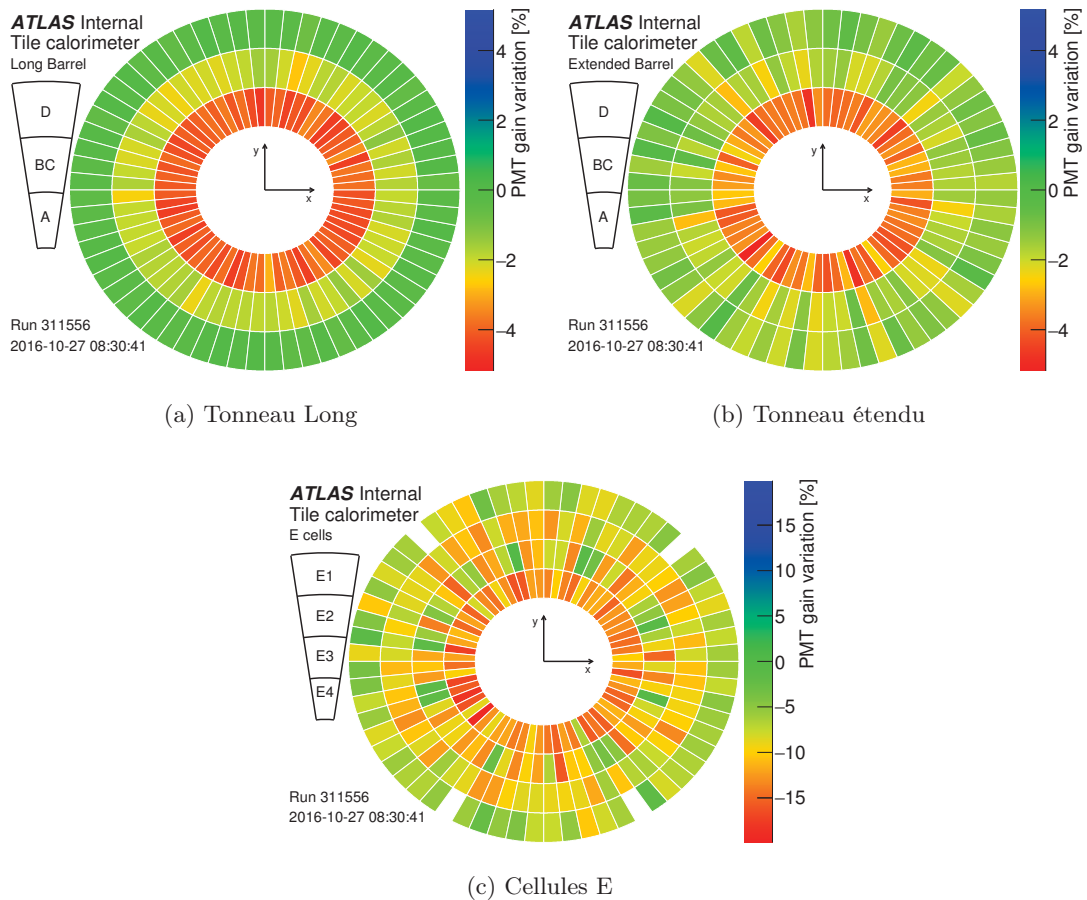 ATLAS Internal
Tile calorimeter
Long Barrel
D
BC
A
y
x
Run 311556
2016-10-27 08:30:41
4
2
0
−2
−4
PMT gain variation [%]
(a) Tonneau Long
ATLAS Internal
Tile calorimeter
Extended Barrel
D
BC
A
y
x
Run 311556
2016-10-27 08:30:41
4
2
0
−2
−4
PMT gain variation [%]
(b) Tonneau étendu
ATLAS Internal
Tile calorimeter
E cells
E1
E2
E3
E4
y
x
Run 311556
2016-10-27 08:30:41
15
10
5
0
−5
−10
−15
PMT gain variation [%]
(c) Cellules E